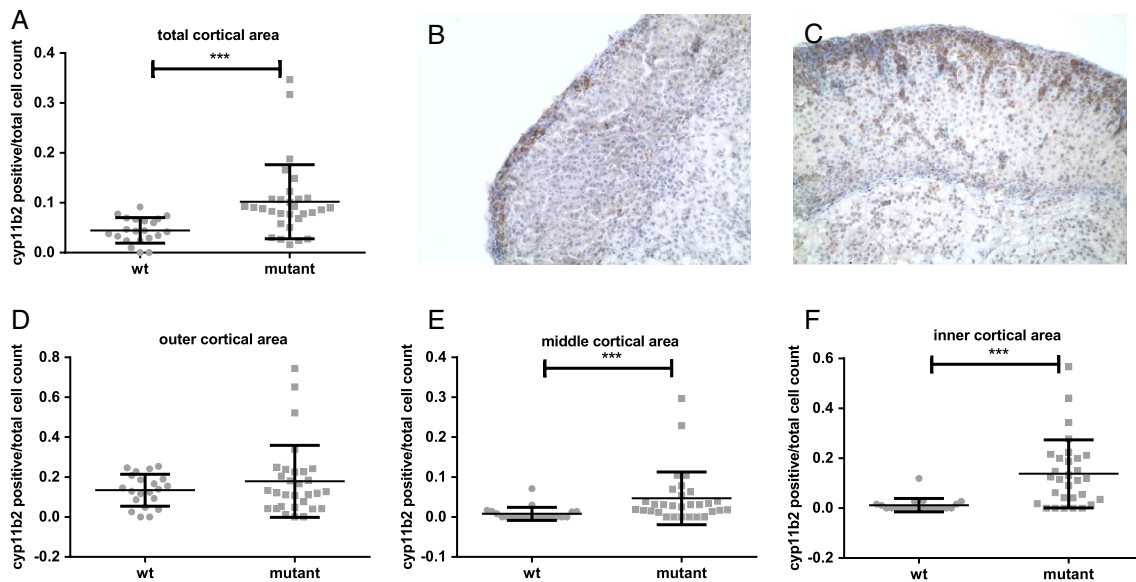 A
total cortical area
***
cyp11b2 positive/total cell count
0.4
0.3
0.2
0.1
0.0
wt
mutant
B
C
D
outer cortical area
cyp11b2 positive/total cell count
0.8
0.6
0.4
0.2
0.0
-0.2
wt
mutant
E
middle cortical area
***
cyp11b2 positive/total cell count
0.4
0.3
0.2
0.1
0.0
-0.1
wt
mutant
F
inner cortical area
***
cyp11b2 positive/total cell count
0.6
0.4
0.2
0.0
-0.2
wt
mutant